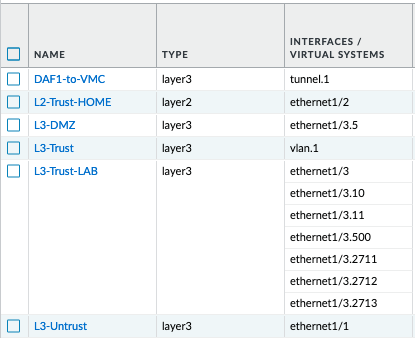 NAME TYPE INTERFACES / VIRTUAL SYSTEMS
DAF1-to-VMC layer3 tunnel.1
L2-Trust-HOME layer2 ethernet1/2
L3-DMZ layer3 ethernet1/3.5
L3-Trust layer3 vlan.1
L3-Trust-LAB layer3 ethernet1/3
ethernet1/3.10
ethernet1/3.11
ethernet1/3.500
ethernet1/3.2711
ethernet1/3.2712
ethernet1/3.2713
L3-Untrust layer3 ethernet1/1